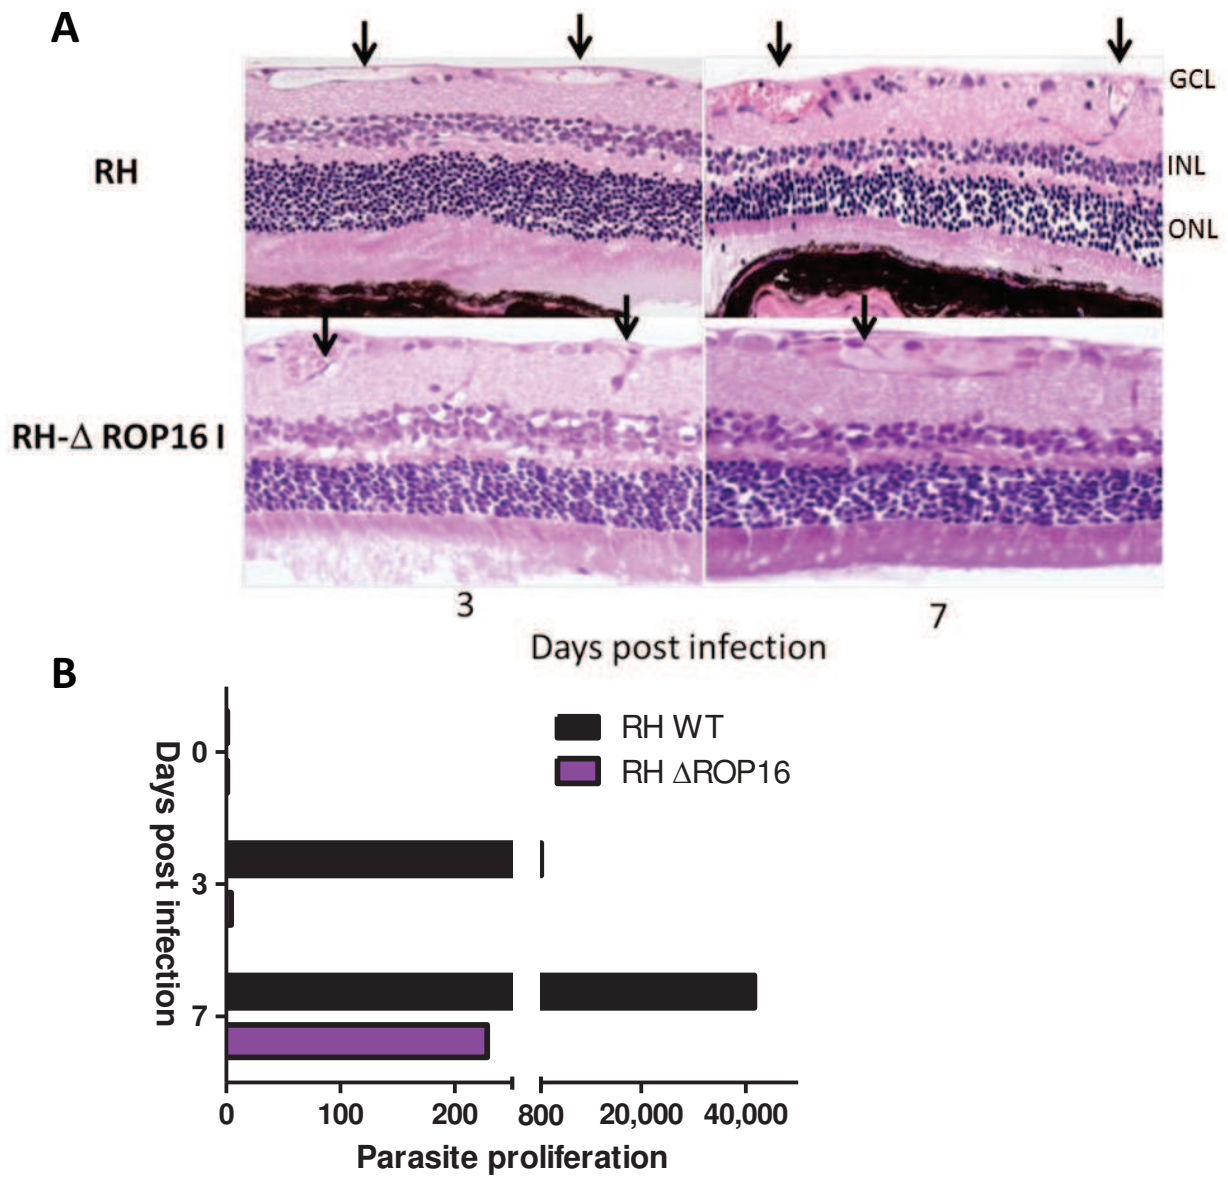 A
RH
GCL
INL
ONL
RH-Δ ROP16 I
3
7
Days post infection
B
RH WT
RH ΔROP16
Days post infection
0
3
7
0 100 200 800 20,000 40,000
Parasite proliferation